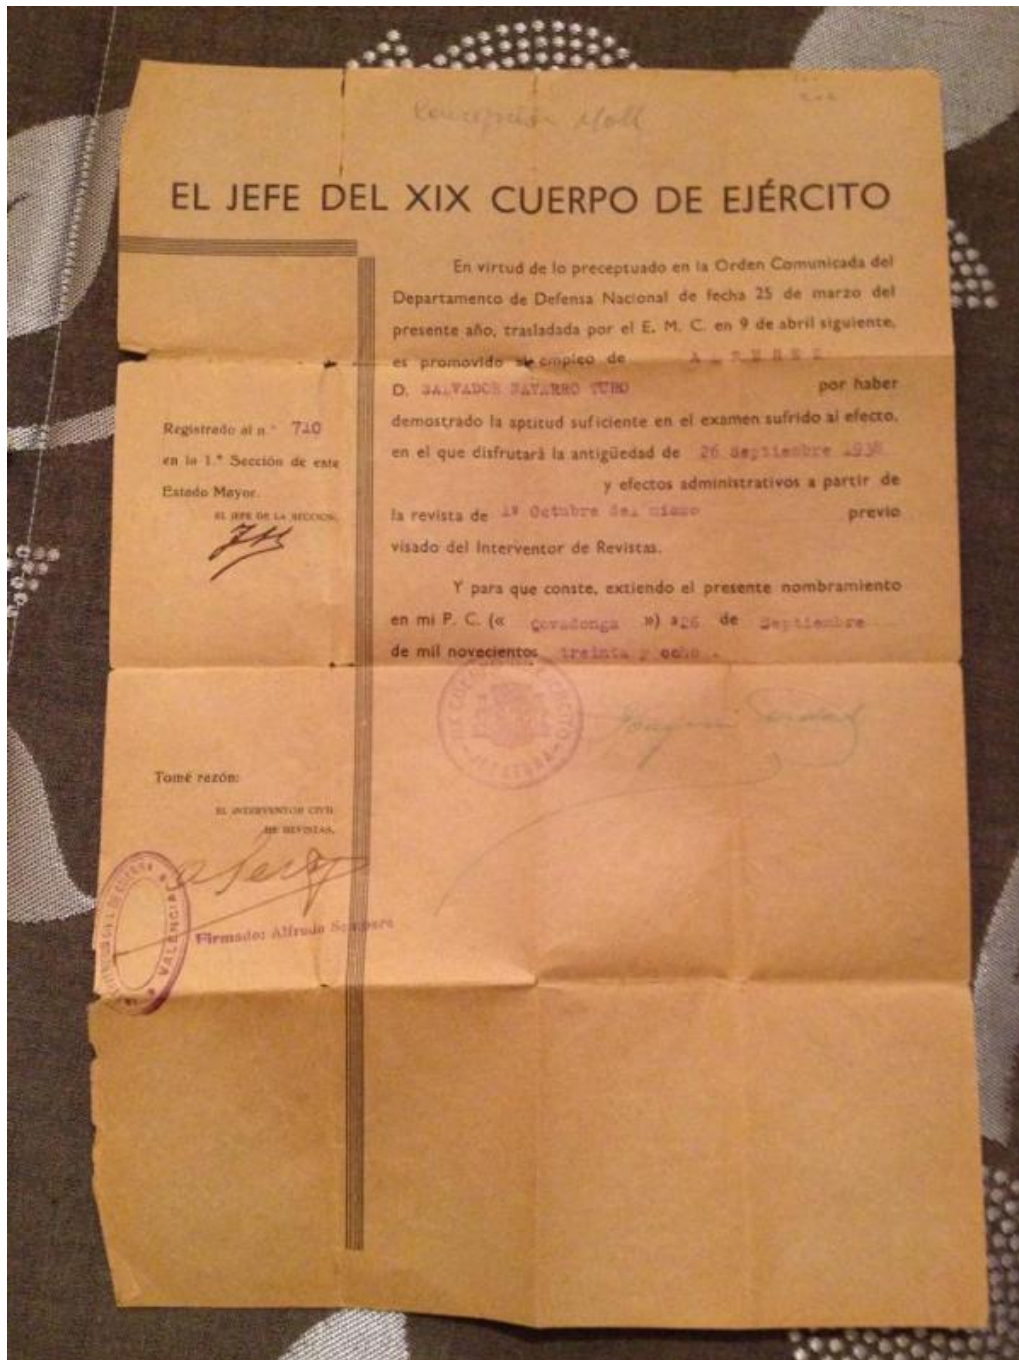 Concepción Moll
EL JEFE DEL XIX CUERPO DE EJÉRCITO
En virtud de lo preceptuado en la Orden Comunicada del
Departamento de Defensa Nacional de fecha 25 de marzo del
presente año, trasladada por el E. M. C. en 9 de abril siguiente,
es promovido al empleo de ALFEREZ
D. SALVADOR NAVARRO TURO por haber
demostrado la aptitud suficiente en el examen sufrido al efecto,
en el que disfrutará la antigüedad de 26 Septiembre 1938
y efectos administrativos a partir de
la revista de 1º Octubre del mismo previo
visado del Interventor de Revistas.
Y para que conste, extiendo el presente nombramiento
en mi P. C. (« Covadonga ») a 26 de Septiembre
de mil novecientos treinta y ocho.
Registrado al n.º 710
en la 1.ª Sección de este
Estado Mayor.
EL JEFE DE LA SECCION,
JEFATURA
Tomé razón:
EL INTERVENTOR CIVIL
DE REVISTAS,
VALENCIA
Firmado: Alfredo Sempere